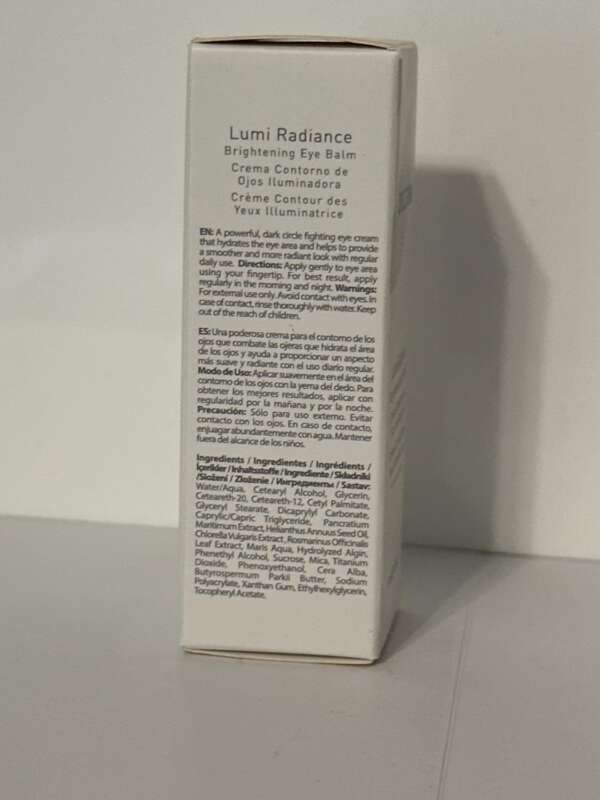 Lumi Radiance
Brightening Eye Balm
Crema Contorno de
Ojos Iluminadora
Crème Contour des
Yeux Illuminatrice
EN: A powerful, dark circle fighting eye cream
that hydrates the eye area and helps to provide
a smoother and more radiant look with regular
daily use. Directions: Apply gently to eye area
using your fingertip. For best result, apply
regularly in the morning and night. Warnings:
For external use only. Avoid contact with eyes. In
case of contact, rinse thoroughly with water. Keep
out of the reach of children.
ES: Una poderosa crema para el contorno de los
ojos que combate las ojeras que hidrata el área
de los ojos y ayuda a proporcionar un aspecto
más suave y radiante con el uso diario regular.
Modo de Uso: Aplicar suavemente en el área del
contorno de los ojos con la yema del dedo. Para
obtener los mejores resultados, aplicar con
regularidad por la mañana y por la noche.
Precaución: Sólo para uso externo. Evitar
contacto con los ojos. En caso de contacto,
enjuagar abundantemente con agua. Mantener
fuera del alcance de los niños.
Ingredients / Ingredientes / Ingrédients /
İçerikler / Inhaltsstoffe / Ingrediente / Składniki
/Složení / Zloženie / Ингредиенты / Sastav:
Water/Aqua, Cetearyl Alcohol, Glycerin,
Ceteareth-20, Ceteareth-12, Cetyl Palmitate,
Glyceryl Stearate, Dicaprylyl Carbonate,
Caprylic/Capric Triglyceride, Pancratium
Maritimum Extract, Helianthus Annuus Seed Oil,
Chlorella Vulgaris Extract , Rosmarinus Officinalis
Leaf Extract, Maris Aqua, Hydrolyzed Algin,
Phenethyl Alcohol, Sucrose, Mica, Titanium
Dioxide, Phenoxyethanol, Cera Alba,
Butyrospermum Parkii Butter, Sodium
Polyacrylate, Xanthan Gum, Ethylhexylglycerin,
Tocopheryl Acetate.